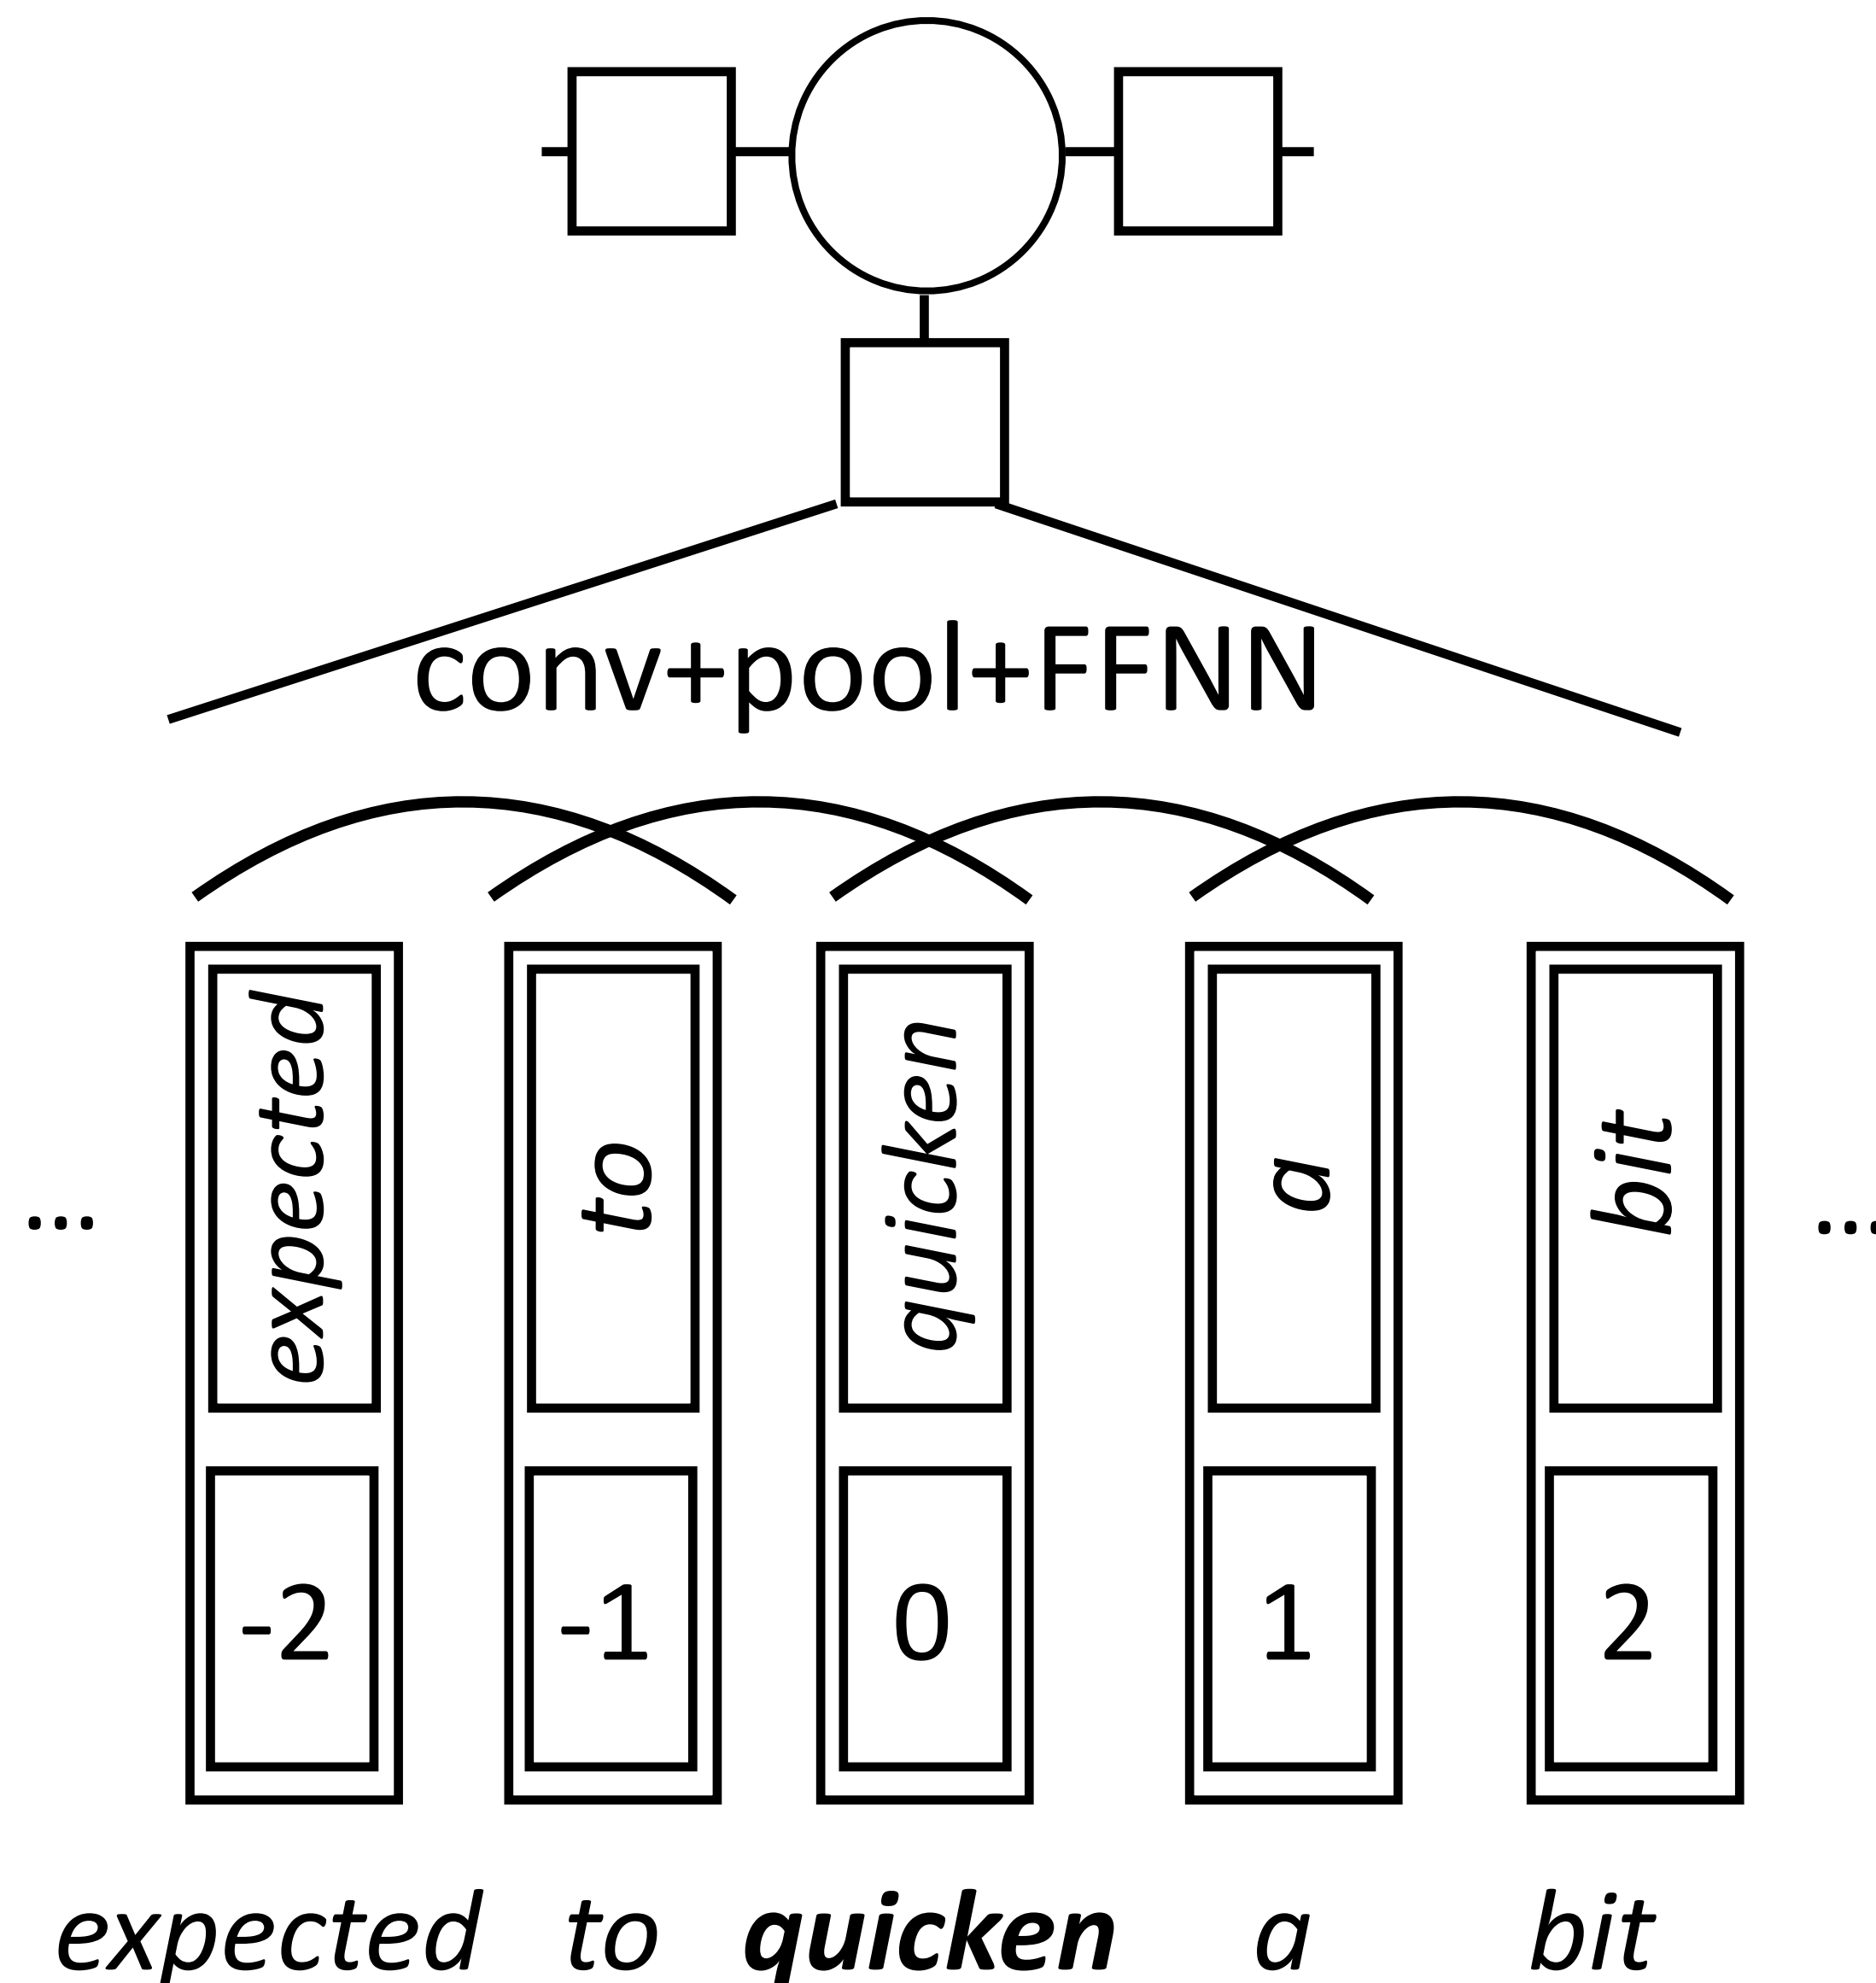 conv+pool+FFNN
... expected to quicken a bit ...
-2 -1 0 1 2
expected to quicken a bit